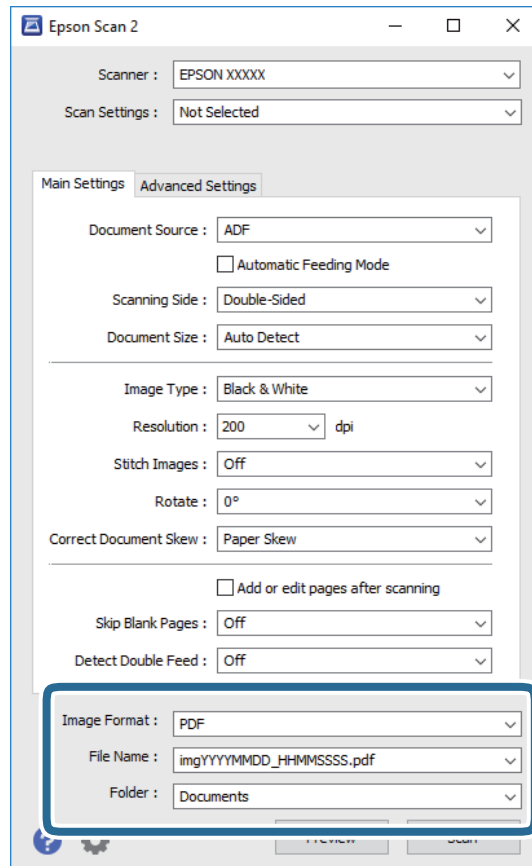 Epson Scan 2
Scanner : EPSON XXXXX
Scan Settings : Not Selected
Main Settings Advanced Settings
Document Source : ADF
Automatic Feeding Mode
Scanning Side : Double-Sided
Document Size : Auto Detect
Image Type : Black & White
Resolution : 200 dpi
Stitch Images : Off
Rotate : 0°
Correct Document Skew : Paper Skew
Add or edit pages after scanning
Skip Blank Pages : Off
Detect Double Feed : Off
Image Format : PDF
File Name : imgYYYYMMDD_HHMMSSSS.pdf
Folder : Documents
? Preview Scan